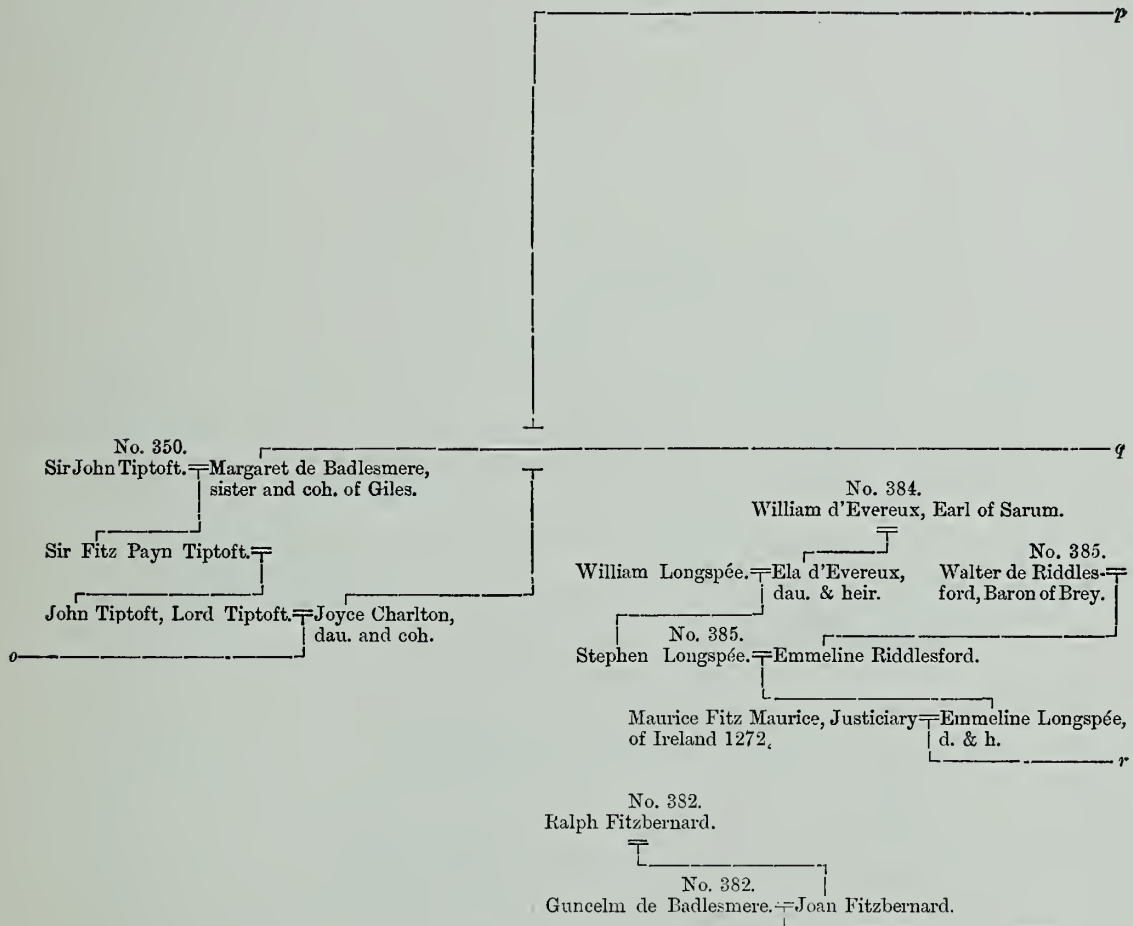 p
No. 350.
q
Sir John Tiptoft. Margaret de Badlesmere,
sister and coh. of Giles.
No. 384.
William d'Evereux, Earl of Sarum.
Sir Fitz Payn Tiptoft.
No. 385.
William Longspée. Ela d'Evereux, Walter de Riddles-
dau. & heir. ford, Baron of Brey.
John Tiptoft, Lord Tiptoft. Joyce Charlton,
dau. and coh.
No. 385.
o
Stephen Longspée. Emmeline Riddlesford.
Maurice Fitz Maurice, Justiciary Emmeline Longspée,
of Ireland 1272, d. & h.
r
No. 382.
Ralph Fitzbernard.
No. 382.
Guncelm de Badlesmere. Joan Fitzbernard.